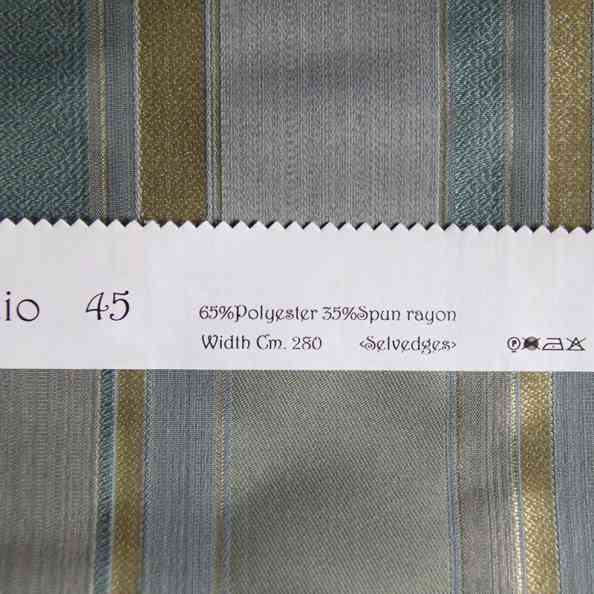 io 45
65%Polyester 35%Spun rayon
Width Cm. 280 <Selvedges>